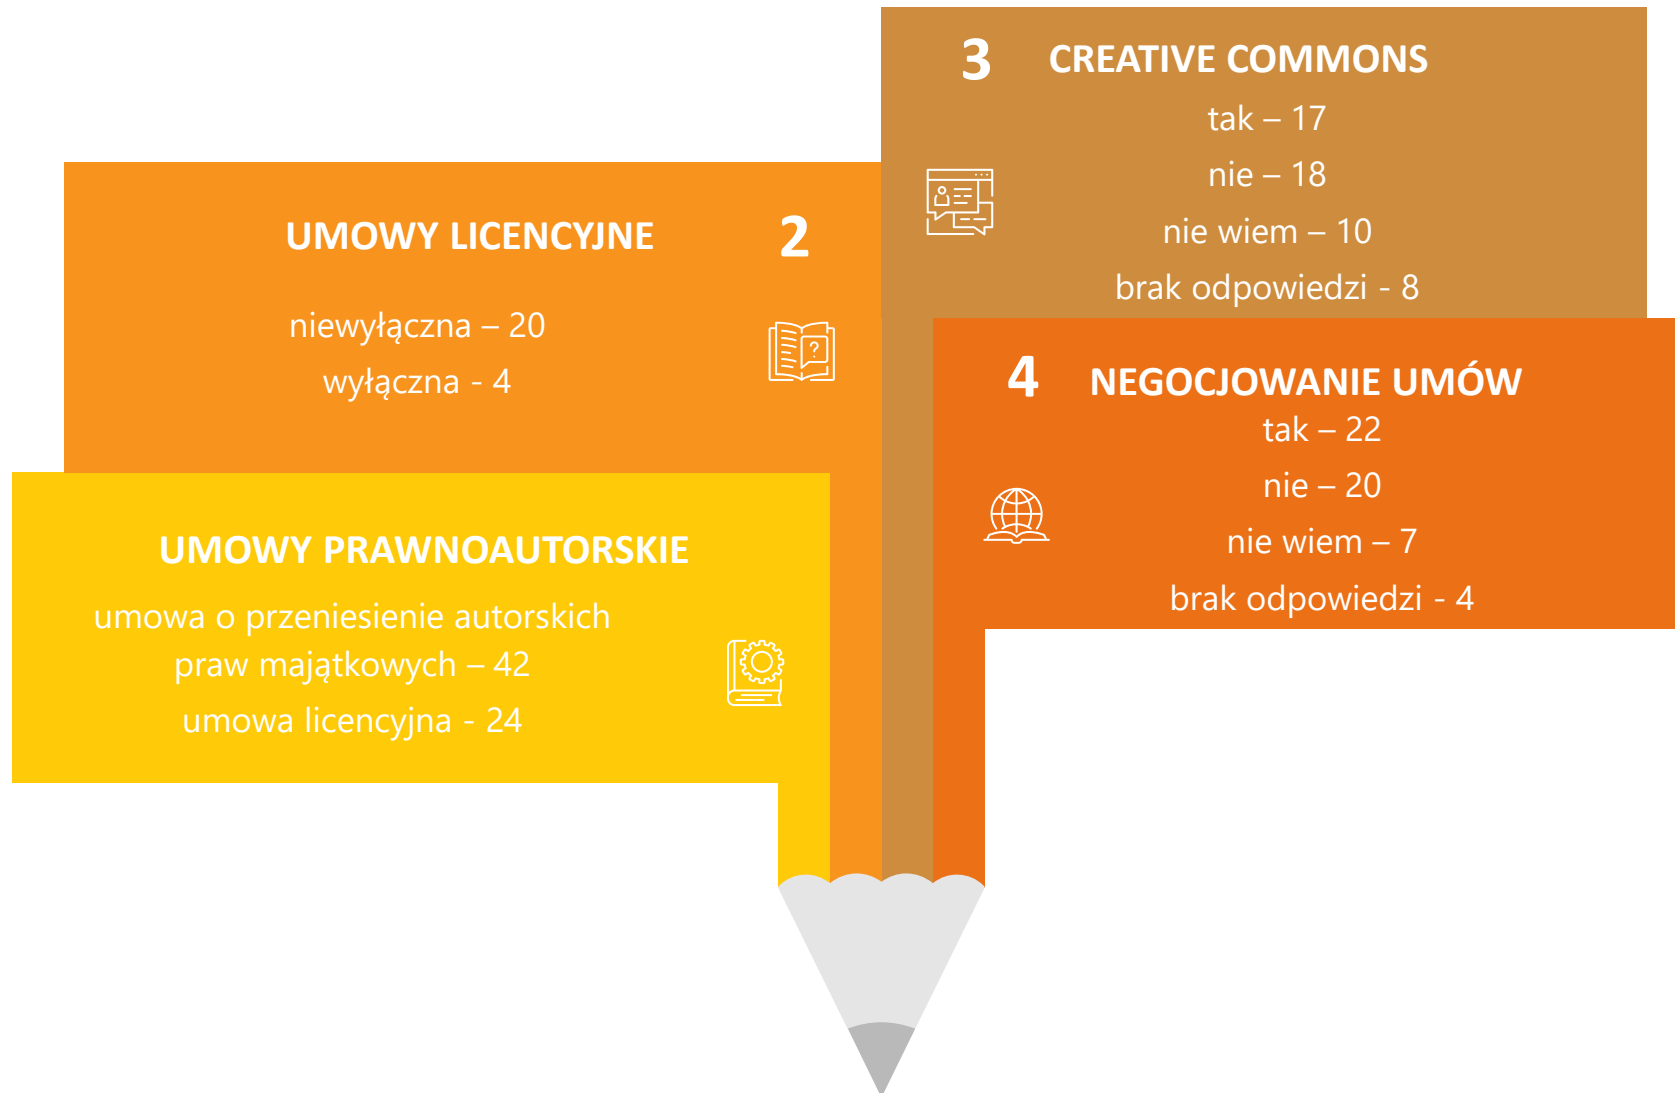 UMOWY PRAWNOAUTORSKIE
umowa o przeniesienie autorskich
praw majątkowych – 42
umowa licencyjna - 24
UMOWY LICENCYJNE
2
niewyłączna – 20
wyłączna - 4
3
CREATIVE COMMONS
tak – 17
nie – 18
nie wiem – 10
brak odpowiedzi - 8
4
NEGOCJOWANIE UMÓW
tak – 22
nie – 20
nie wiem – 7
brak odpowiedzi - 4
?